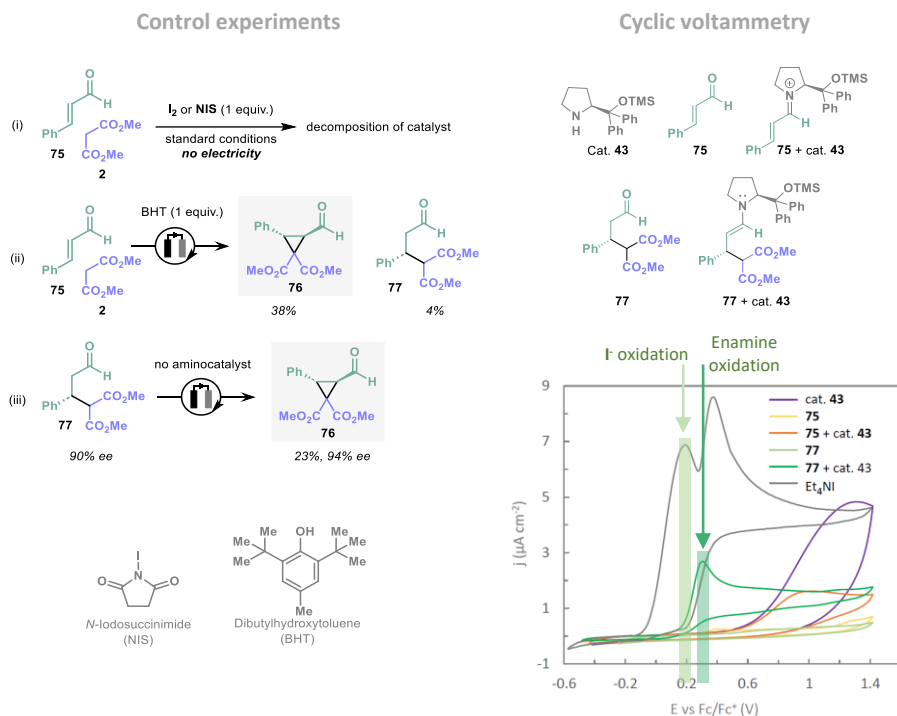 Control experiments
Cyclic voltammetry
(i)
O
H
Ph
75
CO₂Me
CO₂Me
2
I₂ or NIS (1 equiv.)
standard conditions
no electricity
decomposition of catalyst
(ii)
O
H
Ph
75
CO₂Me
CO₂Me
2
BHT (1 equiv.)
Ph
O
H
MeO₂C
CO₂Me
76
38%
O
H
Ph
CO₂Me
CO₂Me
77
4%
(iii)
O
H
Ph
CO₂Me
CO₂Me
77
90% ee
no aminocatalyst
Ph
O
H
MeO₂C
CO₂Me
76
23%, 94% ee
I
N
O
O
N-Iodosuccinimide
(NIS)
OH
Me
Me
Me
Me
Me
Me
Me
Dibutylhydroxytoluene
(BHT)
N
H
OTMS
Ph
Ph
Cat. 43
O
H
Ph
75
+
N
OTMS
Ph
Ph
H
Ph
75 + cat. 43
O
H
Ph
CO₂Me
CO₂Me
77
N
OTMS
Ph
Ph
H
Ph
CO₂Me
CO₂Me
77 + cat. 43
I⁻ oxidation
Enamine
oxidation
cat. 43
75
75 + cat. 43
77
77 + cat. 43
Et₄NI
9
7
5
3
1
-1
j (µA cm⁻²)
-0.6
-0.2
0.2
0.6
1
1.4
E vs Fc/Fc⁺ (V)